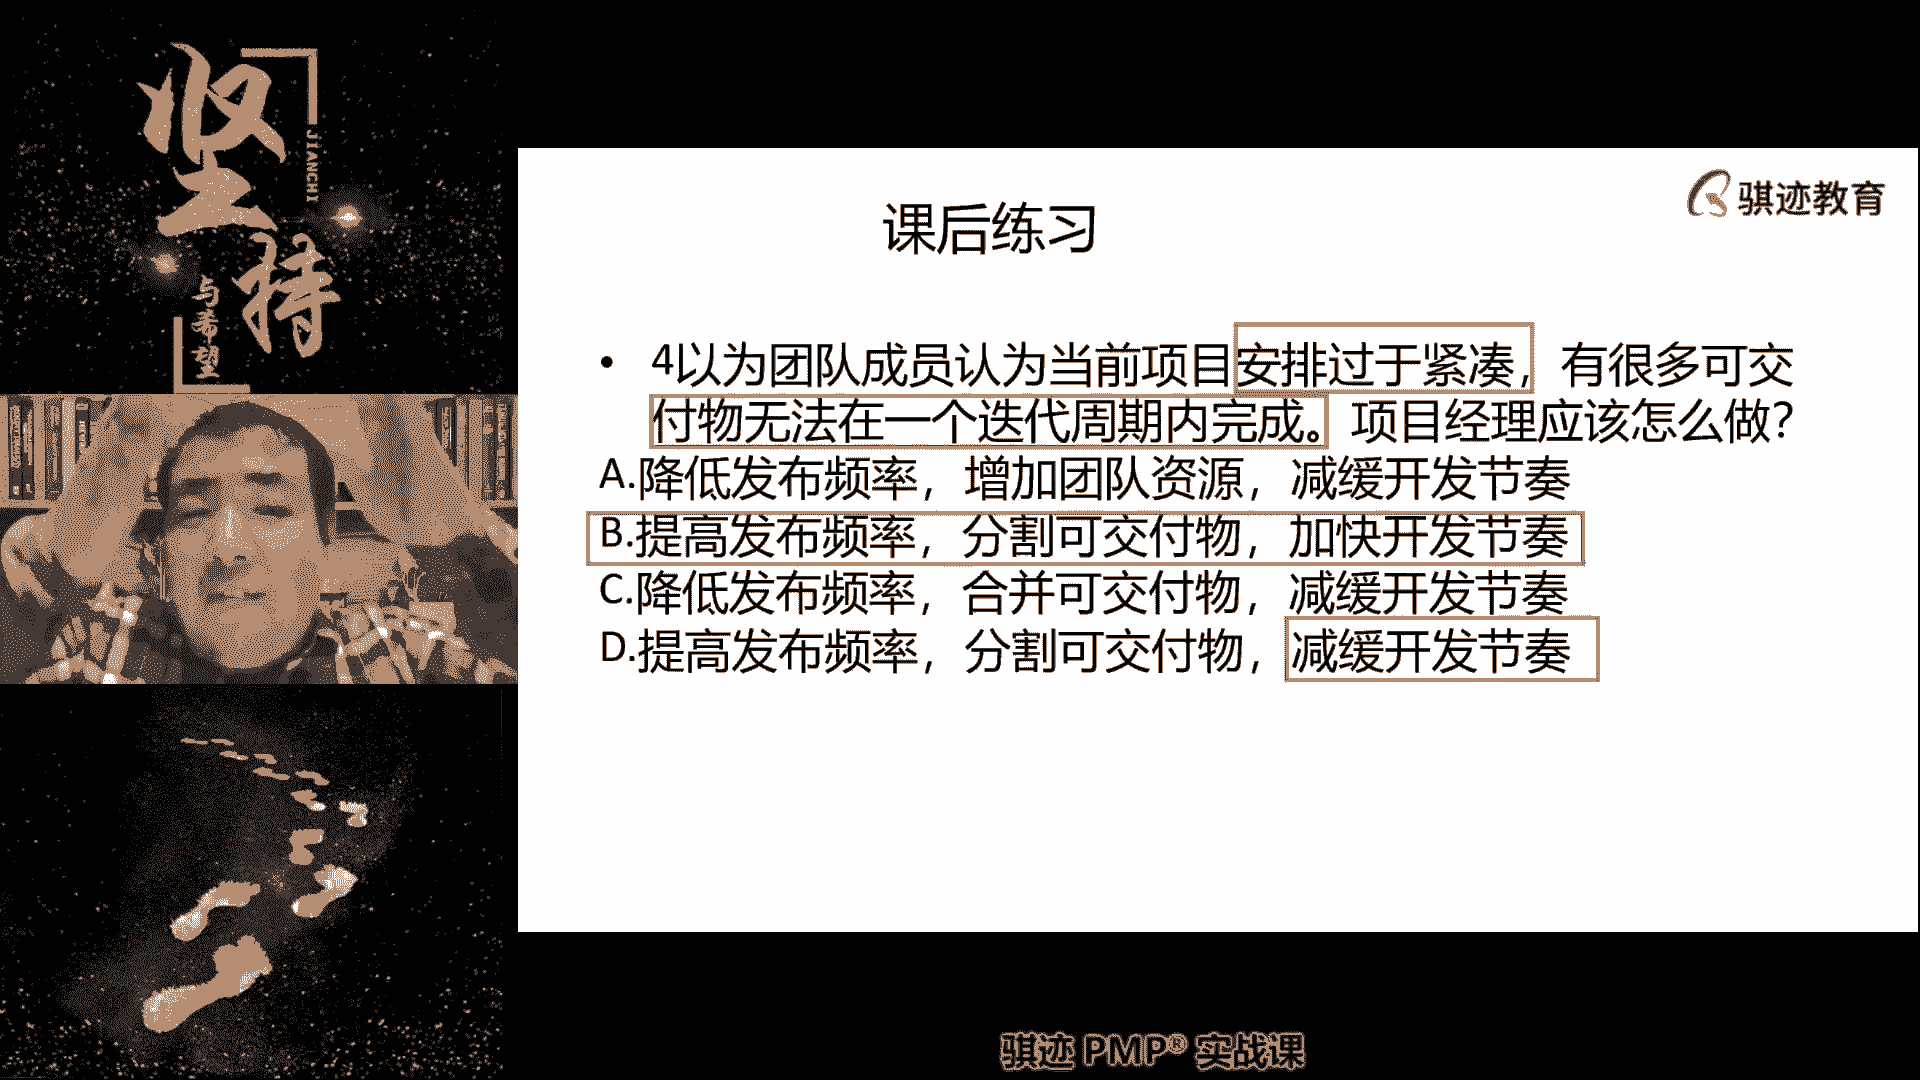 坚持
JIANCHI
与希望
骐迹教育
课后练习
• 4以为团队成员认为当前项目安排过于紧凑，有很多可交
付物无法在一个迭代周期内完成。项目经理应该怎么做？
A.降低发布频率，增加团队资源，减缓开发节奏
B.提高发布频率，分割可交付物，加快开发节奏
C.降低发布频率，合并可交付物，减缓开发节奏
D.提高发布频率，分割可交付物，减缓开发节奏
骐迹 PMP® 实战课